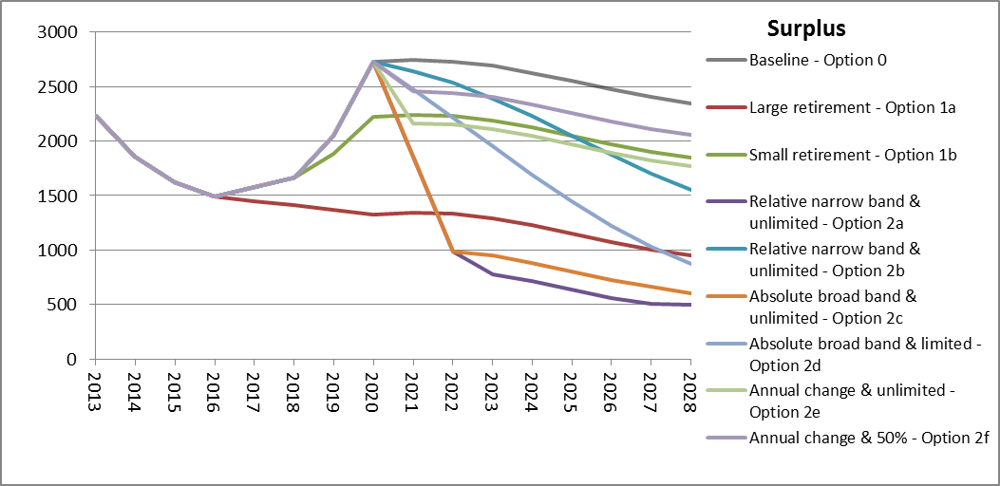 Surplus
3000
2500
2000
1500
1000
500
0
2013
2014
2015
2016
2017
2018
2019
2020
2021
2022
2023
2024
2025
2026
2027
2028
Baseline - Option 0
Large retirement - Option 1a
Small retirement - Option 1b
Relative narrow band &
unlimited - Option 2a
Relative narrow band &
unlimited - Option 2b
Absolute broad band &
unlimited - Option 2c
Absolute broad band & limited -
Option 2d
Annual change & unlimited -
Option 2e
Annual change & 50% - Option 2f